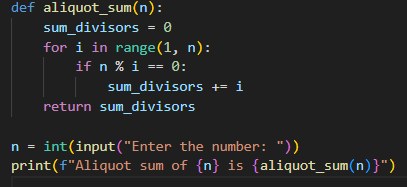 def aliquot_sum(n):
    sum_divisors = 0
    for i in range(1, n):
        if n % i == 0:
            sum_divisors += i
    return sum_divisors

n = int(input("Enter the number: "))
print(f"Aliquot sum of {n} is {aliquot_sum(n)}")